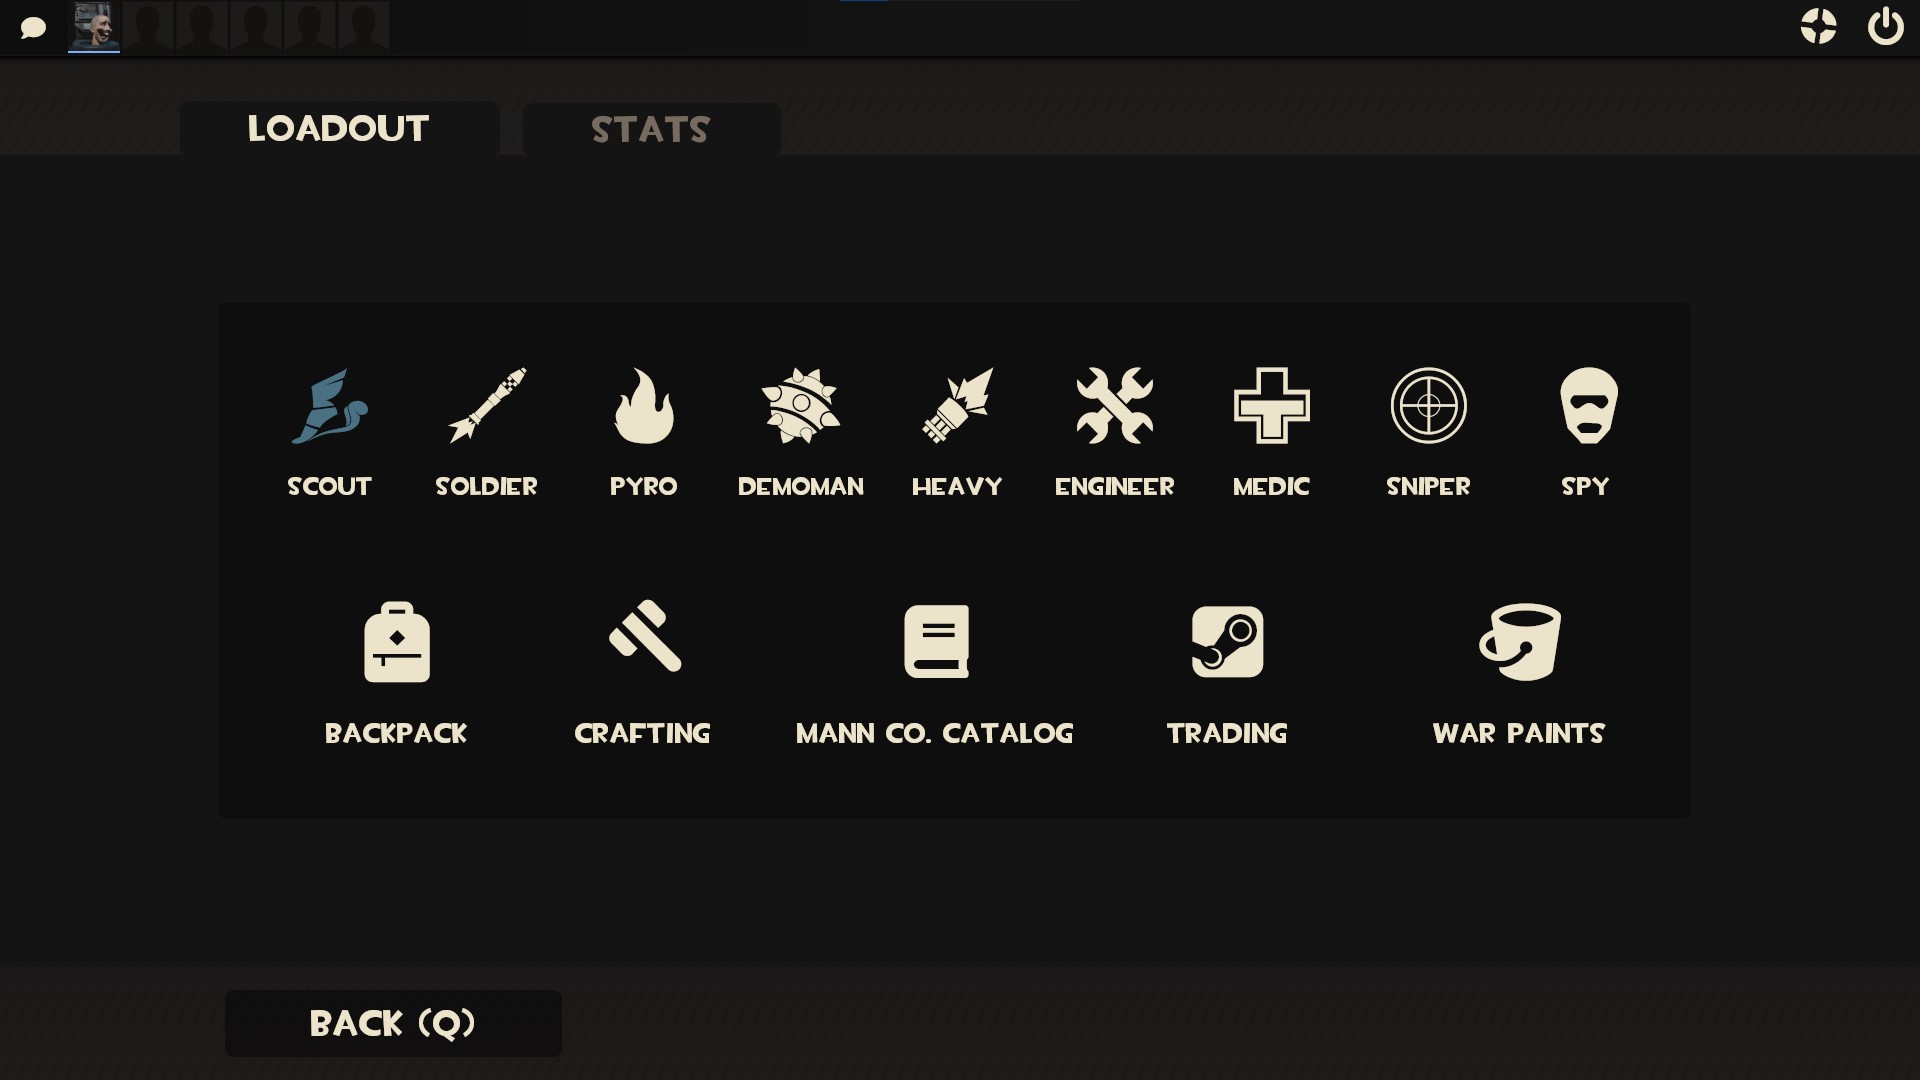 LOADOUT STATS
SCOUT SOLDIER PYRO DEMOMAN HEAVY ENGINEER MEDIC SNIPER SPY
BACKPACK CRAFTING MANN CO. CATALOG TRADING WAR PAINTS
BACK (Q)